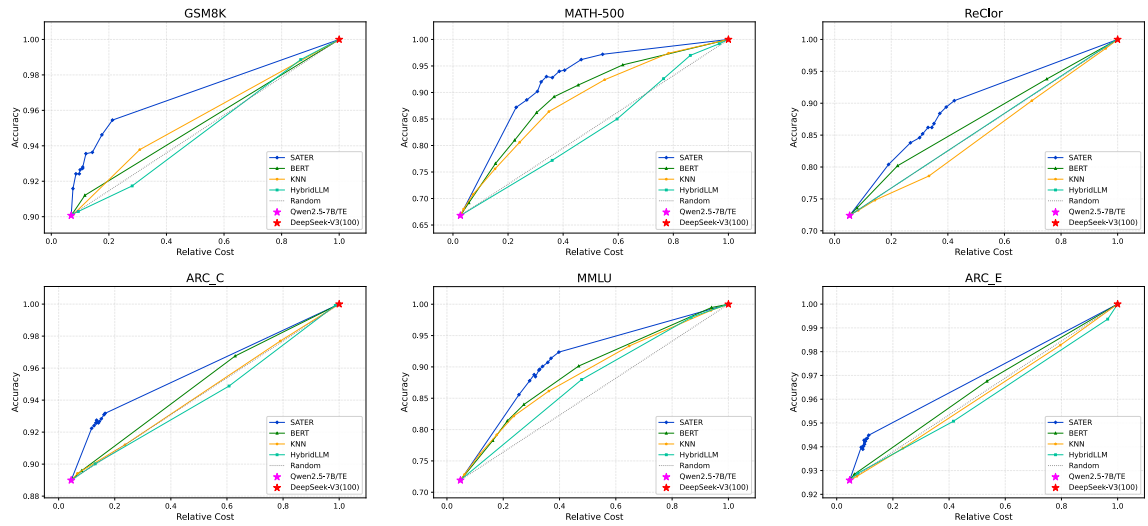 GSM8K
Accuracy
1.00
0.98
0.96
0.94
0.92
0.90
0.0 0.2 0.4 0.6 0.8 1.0
Relative Cost
SATER
BERT
KNN
HybridLLM
Random
Qwen2.5-7B/TE
DeepSeek-V3(100)
MATH-500
Accuracy
1.00
0.95
0.90
0.85
0.80
0.75
0.70
0.65
0.0 0.2 0.4 0.6 0.8 1.0
Relative Cost
SATER
BERT
KNN
HybridLLM
Random
Qwen2.5-7B/TE
DeepSeek-V3(100)
ReClor
Accuracy
1.00
0.95
0.90
0.85
0.80
0.75
0.70
0.0 0.2 0.4 0.6 0.8 1.0
Relative Cost
SATER
BERT
KNN
HybridLLM
Random
Qwen2.5-7B/TE
DeepSeek-V3(100)
ARC_C
Accuracy
1.00
0.98
0.96
0.94
0.92
0.90
0.88
0.0 0.2 0.4 0.6 0.8 1.0
Relative Cost
SATER
BERT
KNN
HybridLLM
Random
Qwen2.5-7B/TE
DeepSeek-V3(100)
MMLU
Accuracy
1.00
0.95
0.90
0.85
0.80
0.75
0.70
0.0 0.2 0.4 0.6 0.8 1.0
Relative Cost
SATER
BERT
KNN
HybridLLM
Random
Qwen2.5-7B/TE
DeepSeek-V3(100)
ARC_E
Accuracy
1.00
0.98
0.97
0.96
0.95
0.94
0.93
0.92
0.0 0.2 0.4 0.6 0.8 1.0
Relative Cost
SATER
BERT
KNN
HybridLLM
Random
Qwen2.5-7B/TE
DeepSeek-V3(100)